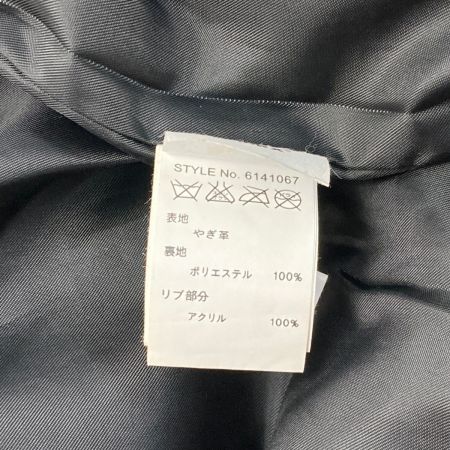 STYLE No. 6141067
表地
やぎ革
裏地
ポリエステル 100%
リブ部分
アクリル 100%